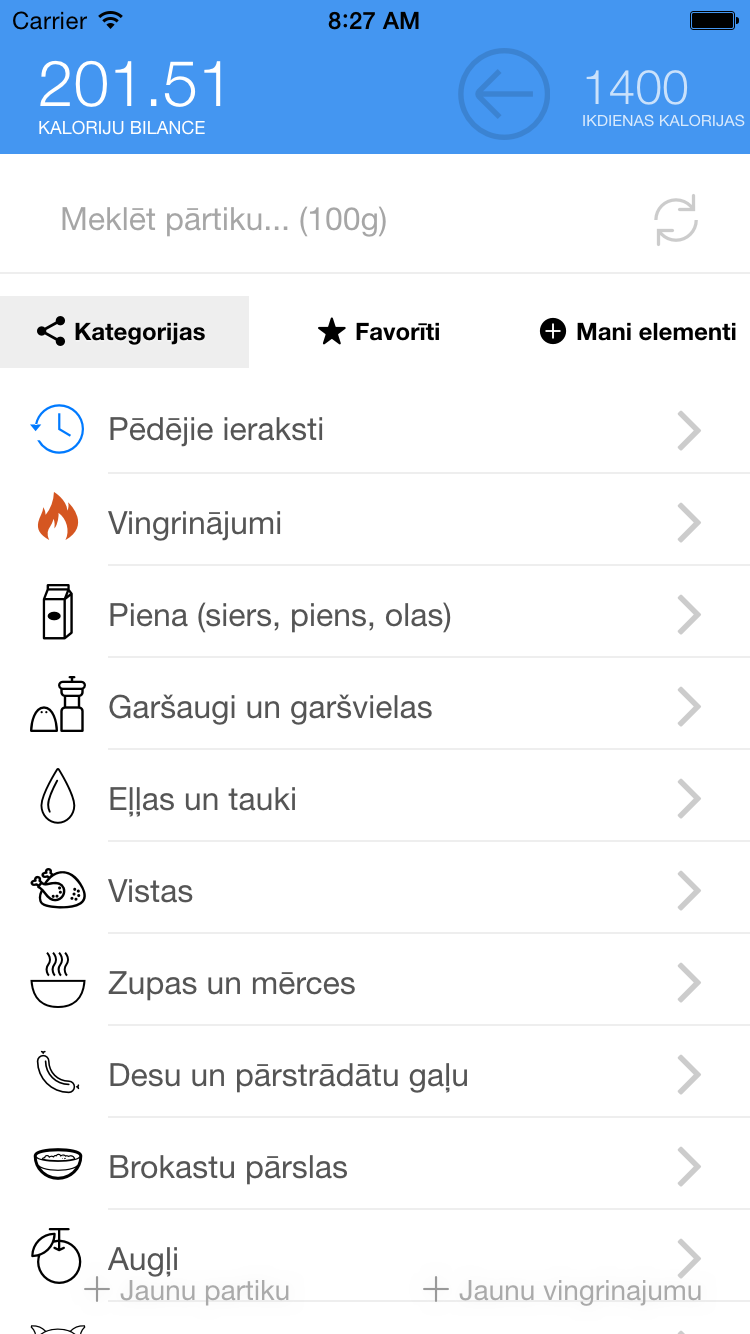 Carrier 8:27 AM
201.51 1400
KALORIJU BILANCE IKDIENAS KALORIJAS
Meklēt pārtiku... (100g)
Kategorijas Favorīti Mani elementi
Pēdējie ieraksti
Vingrinājumi
Piena (siers, piens, olas)
Garšaugi un garšvielas
Eļļas un tauki
Vistas
Zupas un mērces
Desu un pārstrādātu gaļu
Brokastu pārslas
Augļi
+ Jaunu partiku + Jaunu vingrinajumu